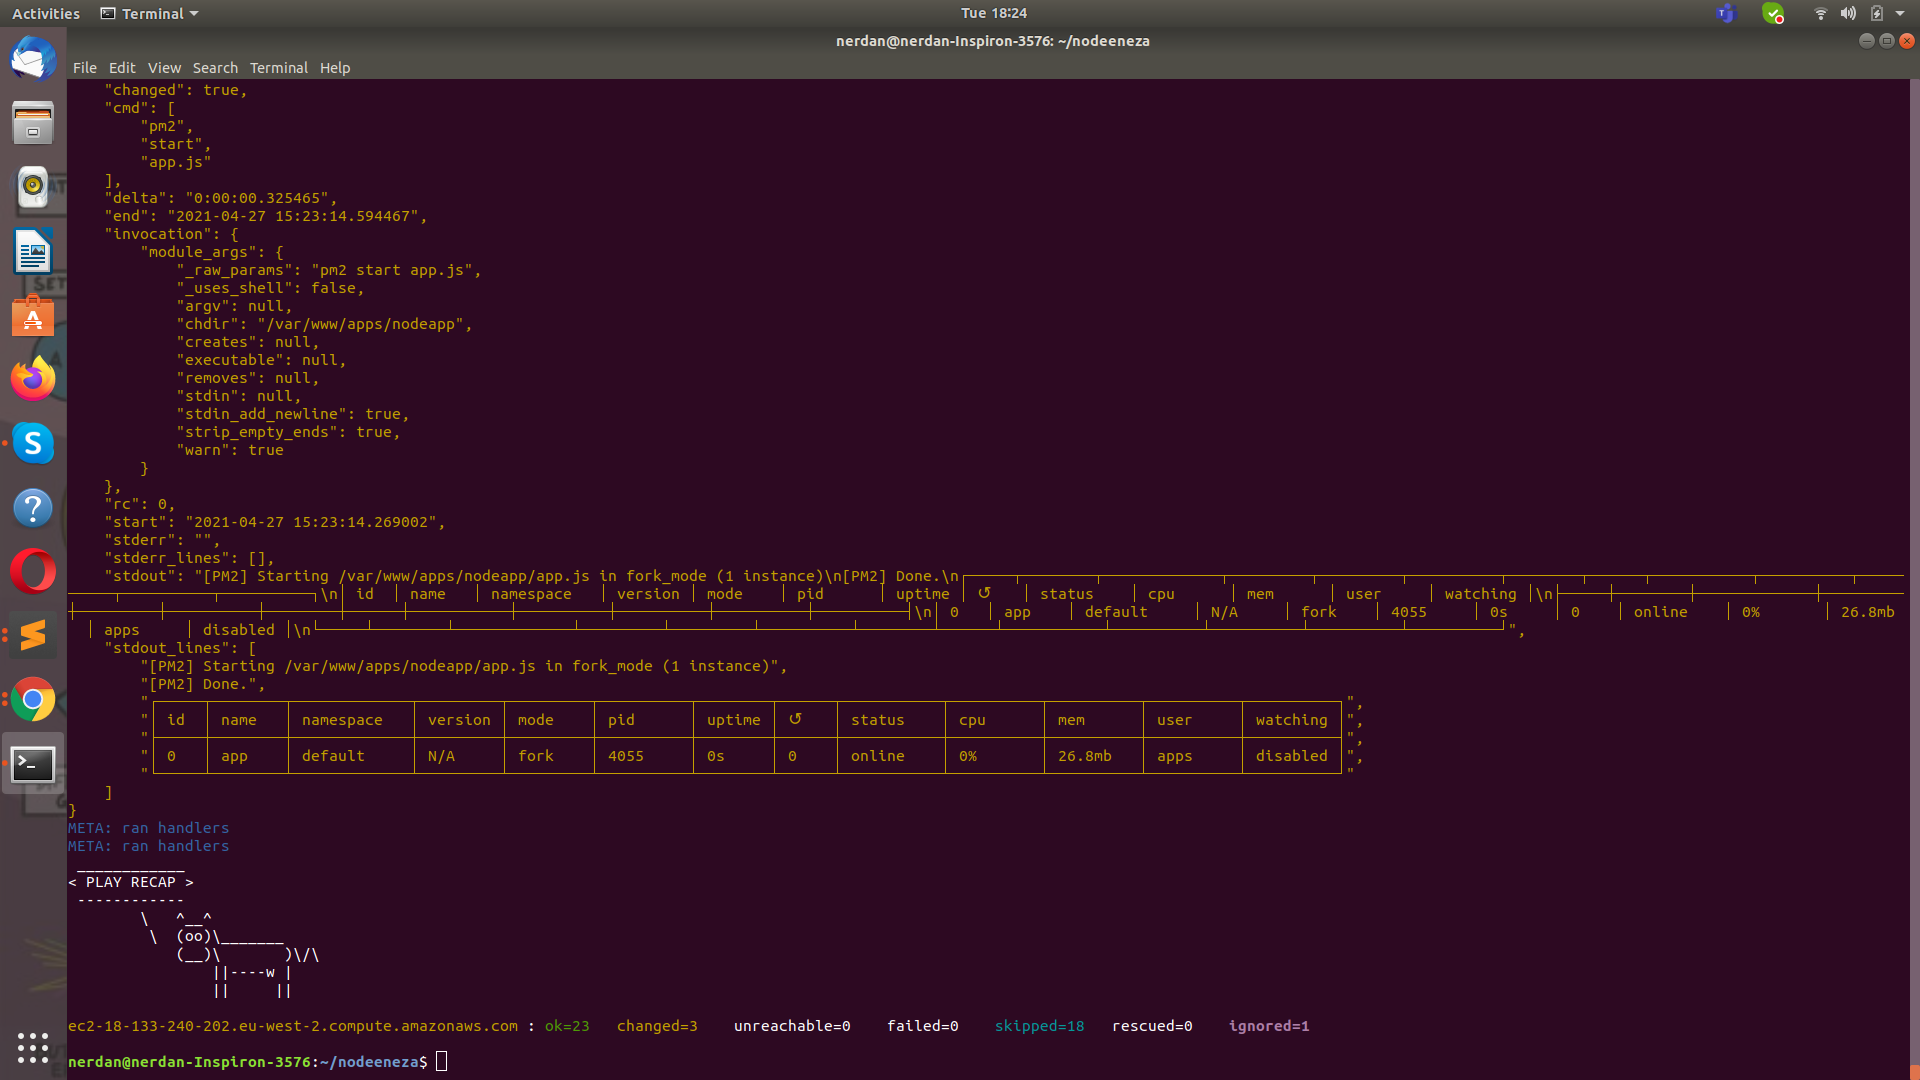 Activities Terminal Tue 18:24
nerdan@nerdan-Inspiron-3576: ~/nodeeneza
File Edit View Search Terminal Help
"changed": true,
"cmd": [
"pm2",
"start",
"app.js"
],
"delta": "0:00:00.325465",
"end": "2021-04-27 15:23:14.594467",
"invocation": {
"module_args": {
"_raw_params": "pm2 start app.js",
"_uses_shell": false,
"argv": null,
"chdir": "/var/www/apps/nodeapp",
"creates": null,
"executable": null,
"removes": null,
"stdin": null,
"stdin_add_newline": true,
"strip_empty_ends": true,
"warn": true
}
},
"rc": 0,
"start": "2021-04-27 15:23:14.269002",
"stderr": "",
"stderr_lines": [],
"stdout": "[PM2] Starting /var/www/apps/nodeapp/app.js in fork_mode (1 instance)\n[PM2] Done.\n
\n│ id │ name │ namespace │ version │ mode │ pid │ uptime │ ↺ │ status │ cpu │ mem │ user │ watching │\n
\n│ 0 │ app │ default │ N/A │ fork │ 4055 │ 0s │ 0 │ online │ 0% │ 26.8mb
│ apps │ disabled │\n ",
"stdout_lines": [
"[PM2] Starting /var/www/apps/nodeapp/app.js in fork_mode (1 instance)",
"[PM2] Done.",
" ",
"│ id │ name │ namespace │ version │ mode │ pid │ uptime │ ↺ │ status │ cpu │ mem │ user │ watching │",
" ",
"│ 0 │ app │ default │ N/A │ fork │ 4055 │ 0s │ 0 │ online │ 0% │ 26.8mb │ apps │ disabled │",
" "
]
}
META: ran handlers
META: ran handlers
____________
< PLAY RECAP >
------------
\ ^__^
\ (oo)\_______
(__)\ )\/\
||----w |
|| ||
ec2-18-133-240-202.eu-west-2.compute.amazonaws.com : ok=23 changed=3 unreachable=0 failed=0 skipped=18 rescued=0 ignored=1
nerdan@nerdan-Inspiron-3576:~/nodeeneza$